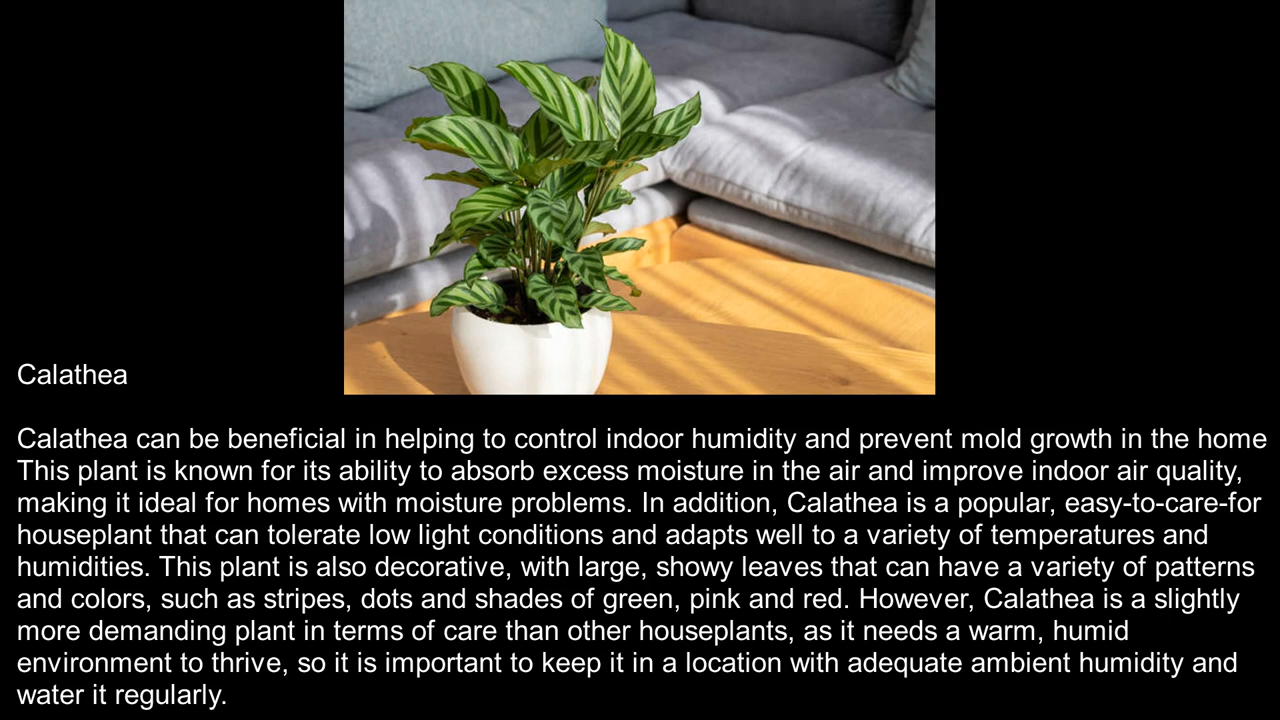 Calathea
Calathea can be beneficial in helping to control indoor humidity and prevent mold growth in the home
This plant is known for its ability to absorb excess moisture in the air and improve indoor air quality,
making it ideal for homes with moisture problems. In addition, Calathea is a popular, easy-to-care-for
houseplant that can tolerate low light conditions and adapts well to a variety of temperatures and
humidities. This plant is also decorative, with large, showy leaves that can have a variety of patterns
and colors, such as stripes, dots and shades of green, pink and red. However, Calathea is a slightly
more demanding plant in terms of care than other houseplants, as it needs a warm, humid
environment to thrive, so it is important to keep it in a location with adequate ambient humidity and
water it regularly.